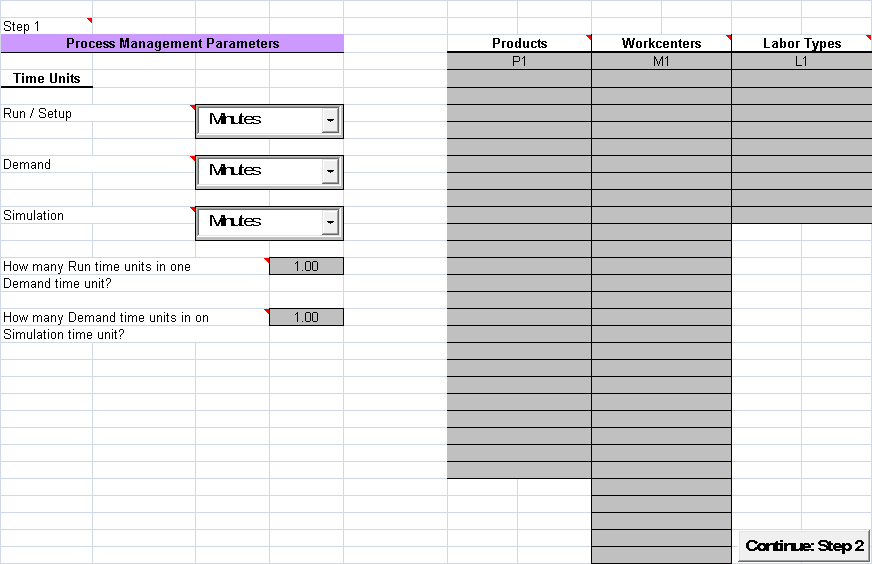 Step 1
Process Management Parameters
Products Workcenters Labor Types
P1 M1 L1
Time Units
Run / Setup Minutes
Demand Minutes
Simulation Minutes
How many Run time units in one 1.00
Demand time unit?
How many Demand time units in on 1.00
Simulation time unit?
Continue: Step 2